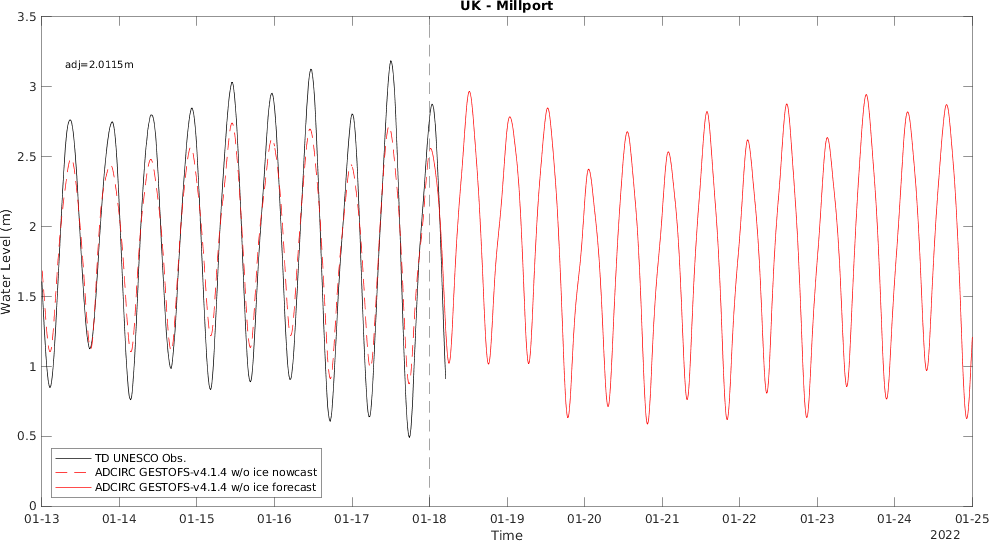 UK - Millport
adj=2.0115m
Water Level (m)
3.5
3
2.5
2
1.5
1
0.5
0
TD UNESCO Obs.
ADCIRC GESTOFS-v4.1.4 w/o ice nowcast
ADCIRC GESTOFS-v4.1.4 w/o ice forecast
01-13 01-14 01-15 01-16 01-17 01-18 01-19 01-20 01-21 01-22 01-23 01-24 01-25
Time
2022